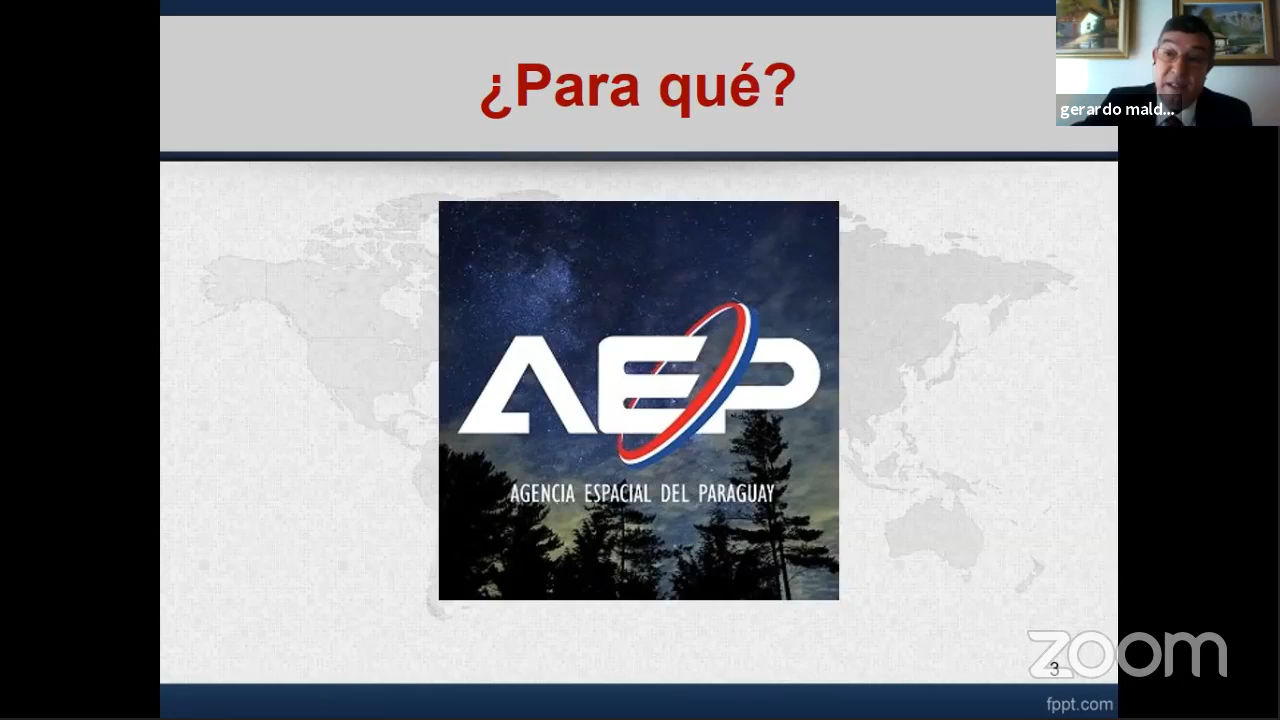 ¿Para qué?
gerardo mald...
AEP
AGENCIA ESPACIAL DEL PARAGUAY
zoom
3
fppt.com